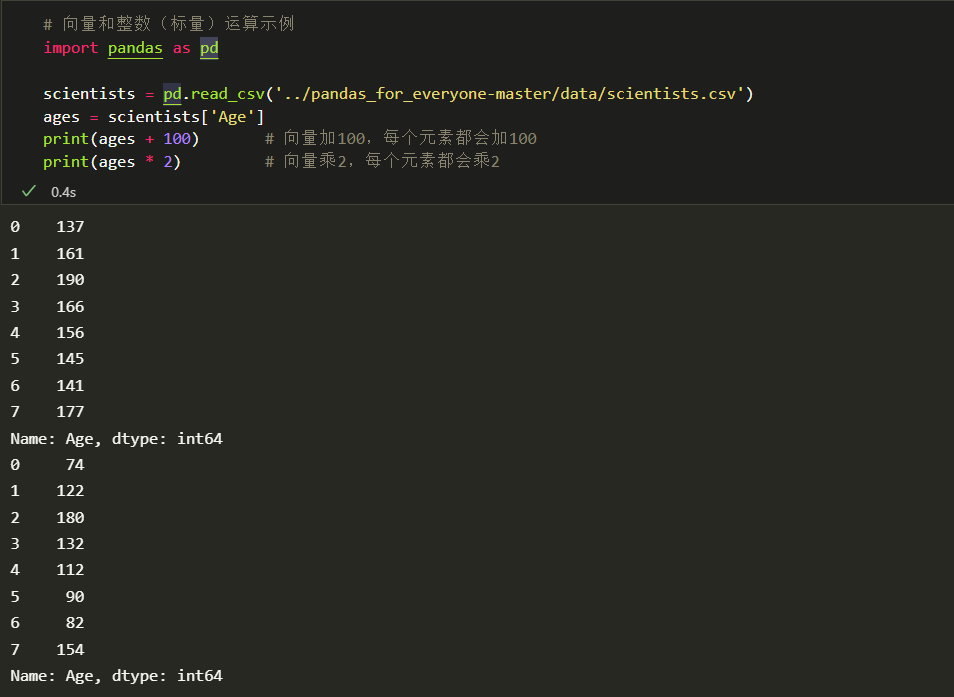 # 向量和整数（标量）运算示例
import pandas as pd
scientists = pd.read_csv('../pandas_for_everyone-master/data/scientists.csv')
ages = scientists['Age']
print(ages + 100)       # 向量加100，每个元素都会加100
print(ages * 2)         # 向量乘2，每个元素都会乘2
0.4s
0    137
1    161
2    190
3    166
4    156
5    145
6    141
7    177
Name: Age, dtype: int64
0     74
1    122
2    180
3    132
4    112
5     90
6     82
7    154
Name: Age, dtype: int64